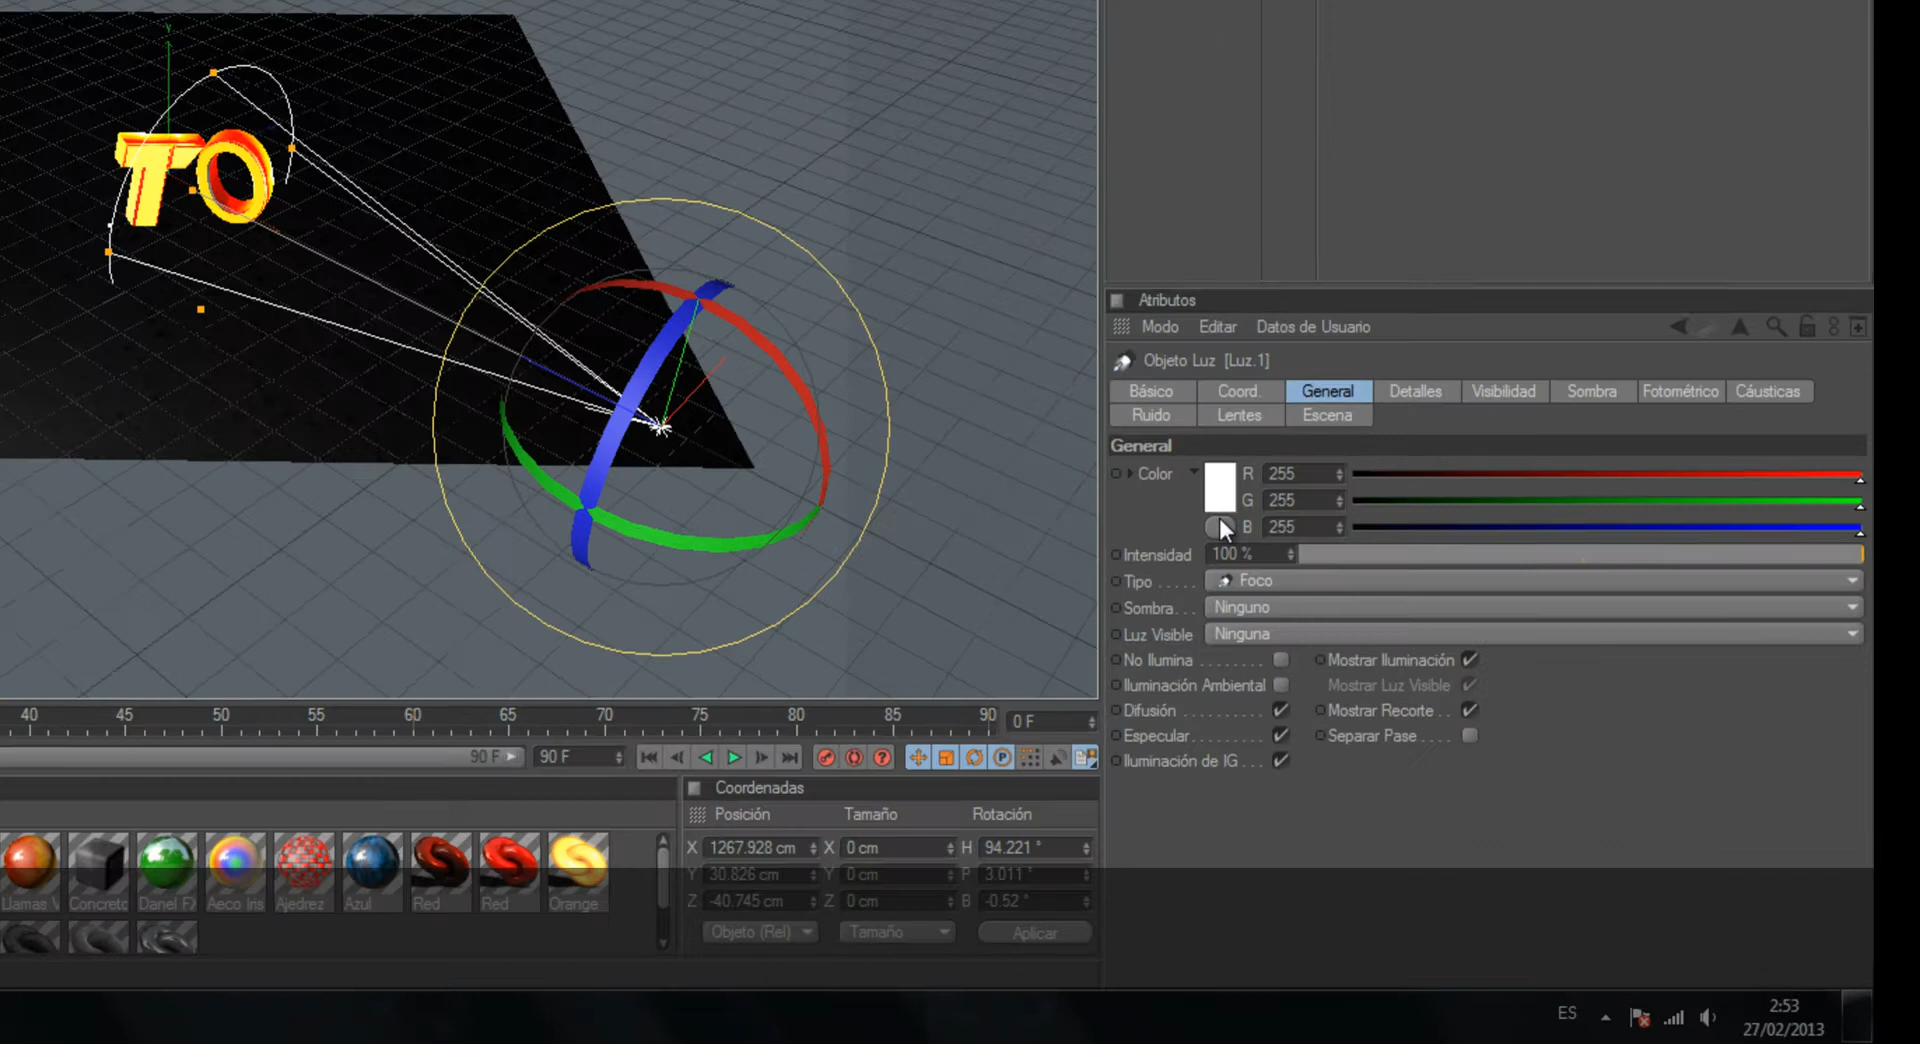 TO
Y
Atributos
Modo Editar Datos de Usuario
Objeto Luz [Luz.1]
Básico Coord. General Detalles Visibilidad Sombra Fotométrico Cáusticas
Ruido Lentes Escena
General
Color R 255
G 255
B 255
Intensidad 100 %
Tipo . . . . . Foco
Sombra. . . Ninguno
Luz Visible Ninguna
No Ilumina . . . . . . . . Mostrar Iluminación
Iluminación Ambiental Mostrar Luz Visible
Difusión . . . . . . . . . . Mostrar Recorte . .
Especular. . . . . . . . . Separar Pase . . . .
Iluminación de IG . . .
40 45 50 55 60 65 70 75 80 85 90 0 F
90 F 90 F
P
Coordenadas
Posición Tamaño Rotación
X 1267.928 cm X 0 cm H 94.221 °
Y 30.826 cm Y 0 cm P 3.011 °
Z -40.745 cm Z 0 cm B -0.52 °
Objeto (Rel) Tamaño Aplicar
Llamas V Concreto Danel FX Aeco Iris Ajedrez Azul Red Red Orange
ES 2:53
27/02/2013